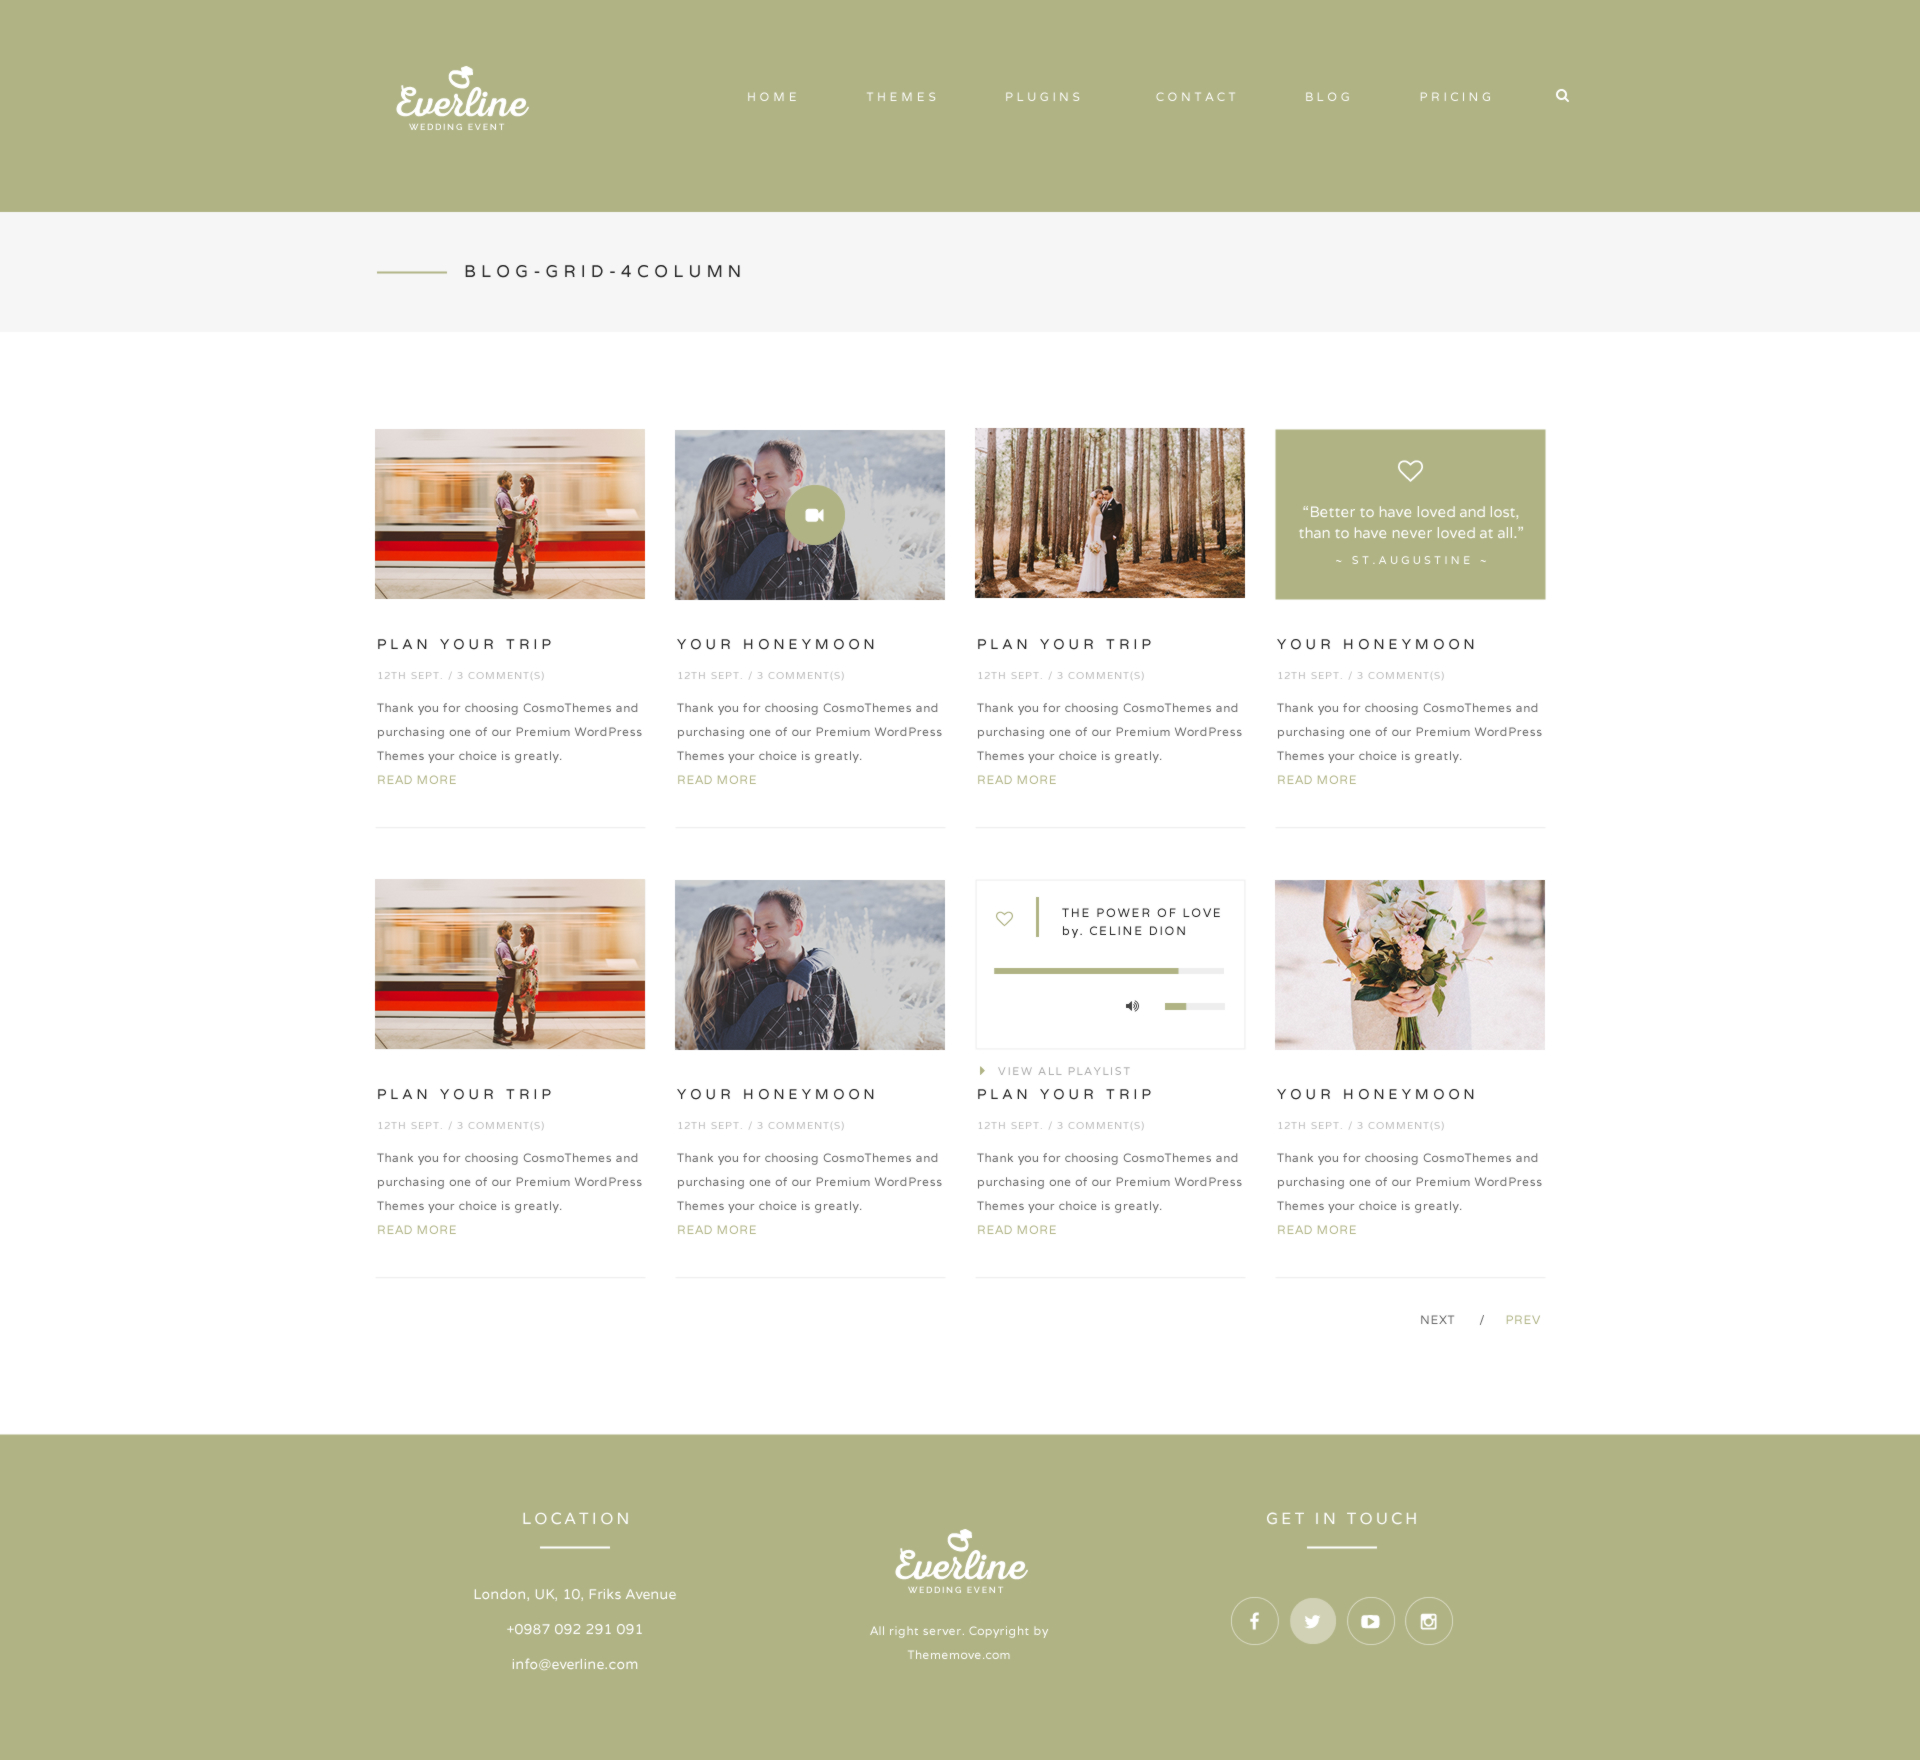 Everline
WEDDING EVENT
HOME THEMES PLUGINS CONTACT BLOG PRICING
BLOG-GRID-4COLUMN
“Better to have loved and lost,
than to have never loved at all.”
~ ST.AUGUSTINE ~
PLAN YOUR TRIP
12TH SEPT. / 3 COMMENT(S)
Thank you for choosing CosmoThemes and
purchasing one of our Premium WordPress
Themes your choice is greatly.
READ MORE
YOUR HONEYMOON
12TH SEPT. / 3 COMMENT(S)
Thank you for choosing CosmoThemes and
purchasing one of our Premium WordPress
Themes your choice is greatly.
READ MORE
PLAN YOUR TRIP
12TH SEPT. / 3 COMMENT(S)
Thank you for choosing CosmoThemes and
purchasing one of our Premium WordPress
Themes your choice is greatly.
READ MORE
YOUR HONEYMOON
12TH SEPT. / 3 COMMENT(S)
Thank you for choosing CosmoThemes and
purchasing one of our Premium WordPress
Themes your choice is greatly.
READ MORE
PLAN YOUR TRIP
12TH SEPT. / 3 COMMENT(S)
Thank you for choosing CosmoThemes and
purchasing one of our Premium WordPress
Themes your choice is greatly.
READ MORE
YOUR HONEYMOON
12TH SEPT. / 3 COMMENT(S)
Thank you for choosing CosmoThemes and
purchasing one of our Premium WordPress
Themes your choice is greatly.
READ MORE
THE POWER OF LOVE
by. CELINE DION
VIEW ALL PLAYLIST
PLAN YOUR TRIP
12TH SEPT. / 3 COMMENT(S)
Thank you for choosing CosmoThemes and
purchasing one of our Premium WordPress
Themes your choice is greatly.
READ MORE
YOUR HONEYMOON
12TH SEPT. / 3 COMMENT(S)
Thank you for choosing CosmoThemes and
purchasing one of our Premium WordPress
Themes your choice is greatly.
READ MORE
NEXT / PREV
LOCATION
London, UK, 10, Friks Avenue
+0987 092 291 091
info@everline.com
Everline
WEDDING EVENT
All right server. Copyright by
Thememove.com
GET IN TOUCH